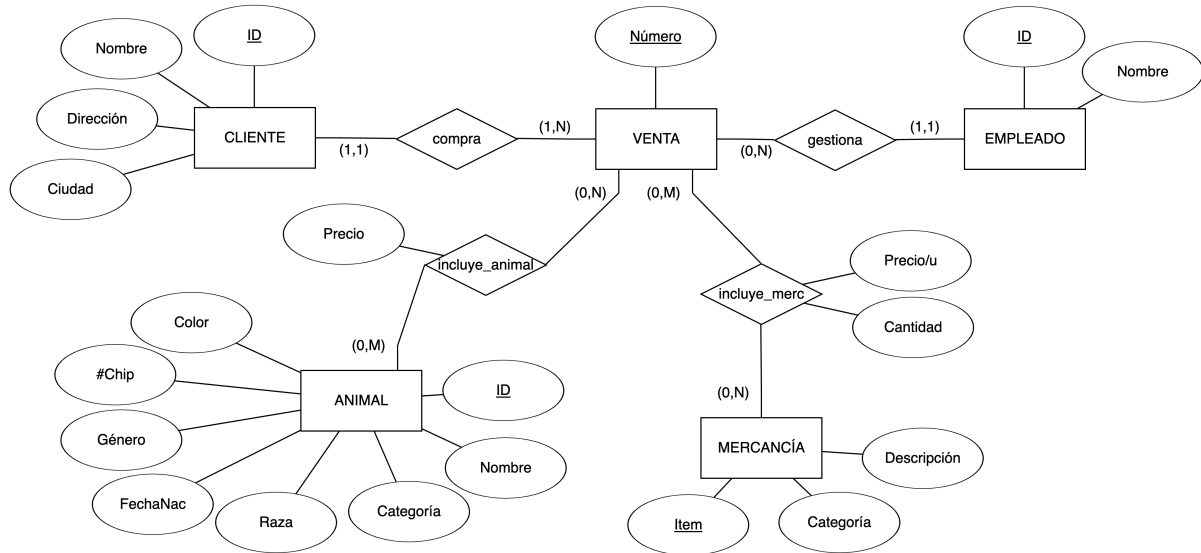 ID
Número
ID
Nombre
Nombre
Dirección
CLIENTE
compra
VENTA
gestiona
EMPLEADO
(1,1)
(1,N)
(0,N)
(1,1)
Ciudad
(0,N)
(0,M)
Precio
incluye_animal
Precio/u
incluye_merc
Cantidad
Color
(0,M)
#Chip
ID
ANIMAL
(0,N)
Género
MERCANCÍA
Descripción
Nombre
FechaNac
Raza
Categoría
Item
Categoría